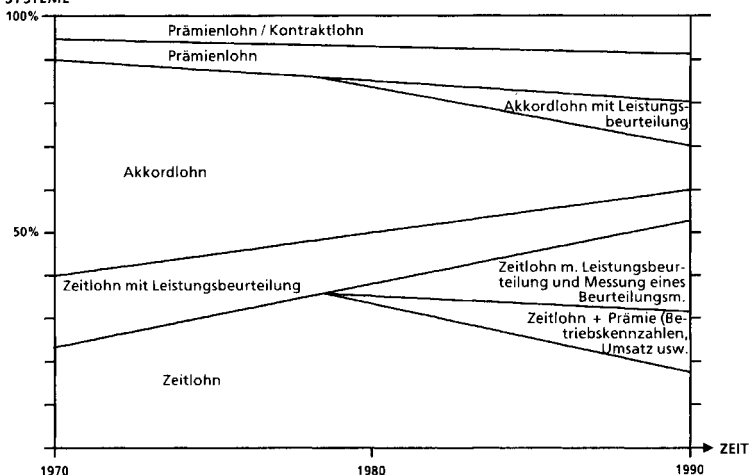 SYSTEME
100%
Prämienlohn / Kontraktlohn
Prämienlohn
Akkordlohn mit Leistungs-
beurteilung
Akkordlohn
50%
Zeitlohn mit Leistungsbeurteilung
Zeitlohn m. Leistungsbeur-
teilung und Messung eines
Beurteilungsm.
Zeitlohn + Prämie (Be-
triebskennzahlen,
Umsatz usw.
Zeitlohn
ZEIT
1970
1980
1990